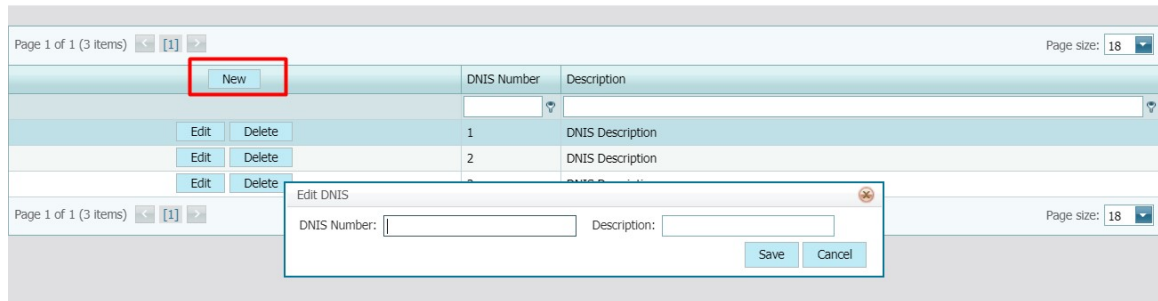 Page 1 of 1 (3 items) < [1] > Page size: 18
New DNIS Number Description
Edit Delete 1 DNIS Description
Edit Delete 2 DNIS Description
Edit Delete
Edit DNIS
Page 1 of 1 (3 items) < [1] > Page size: 18
DNIS Number: Description:
Save Cancel